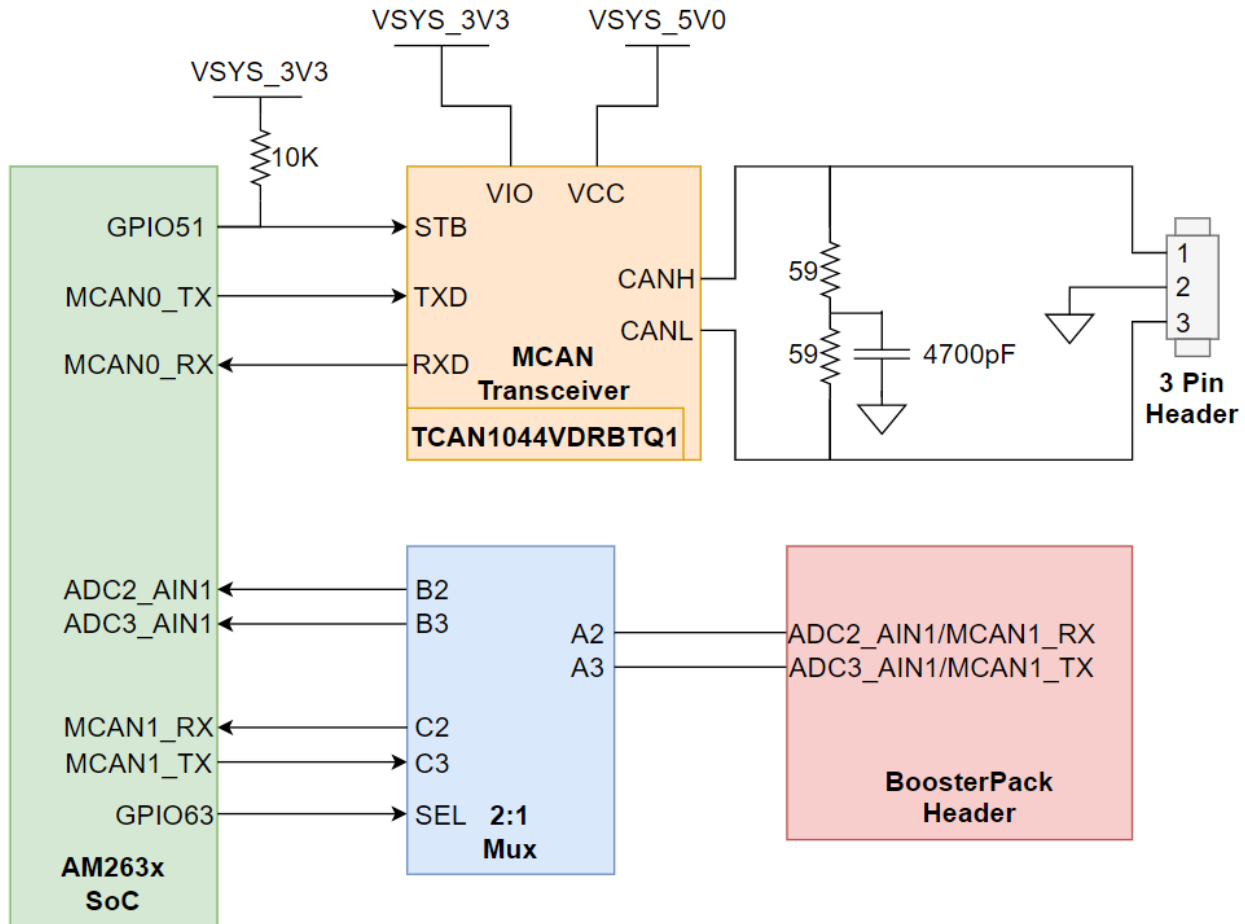 VSYS_3V3
VSYS_5V0
VSYS_3V3
10K
VIO
VCC
GPIO51
STB
MCAN0_TX
TXD
MCAN0_RX
RXD
CANH
CANL
MCAN
Transceiver
TCAN1044VDRBTQ1
59
59
4700pF
1
2
3
3 Pin
Header
ADC2_AIN1
B2
ADC3_AIN1
B3
A2
A3
ADC2_AIN1/MCAN1_RX
ADC3_AIN1/MCAN1_TX
MCAN1_RX
C2
MCAN1_TX
C3
GPIO63
SEL
2:1
Mux
BoosterPack
Header
AM263x
SoC